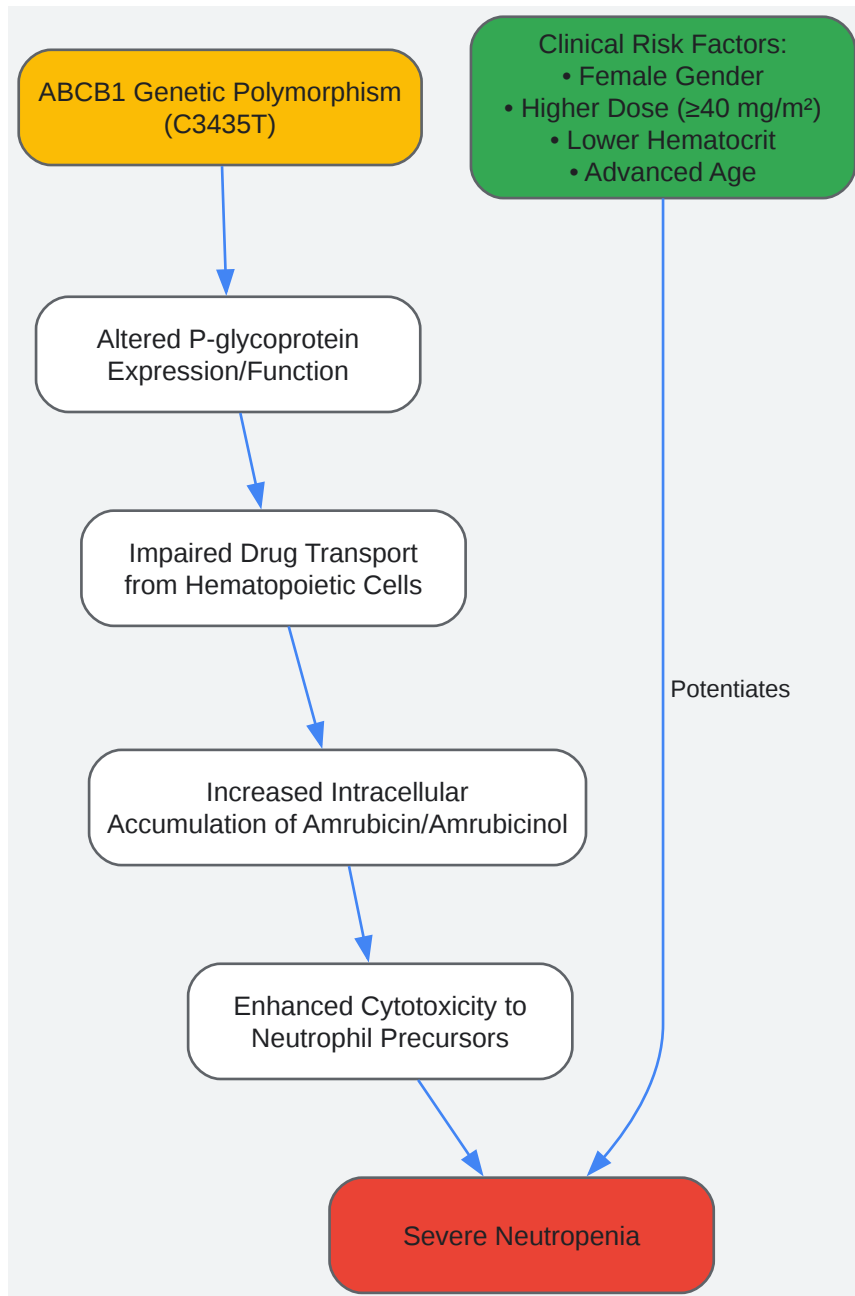 ABCB1 Genetic Polymorphism
(C3435T)
Clinical Risk Factors:
• Female Gender
• Higher Dose (≥40 mg/m²)
• Lower Hematocrit
• Advanced Age
Altered P-glycoprotein
Expression/Function
Impaired Drug Transport
from Hematopoietic Cells
Potentiates
Increased Intracellular
Accumulation of Amrubicin/Amrubicinol
Enhanced Cytotoxicity to
Neutrophil Precursors
Severe Neutropenia